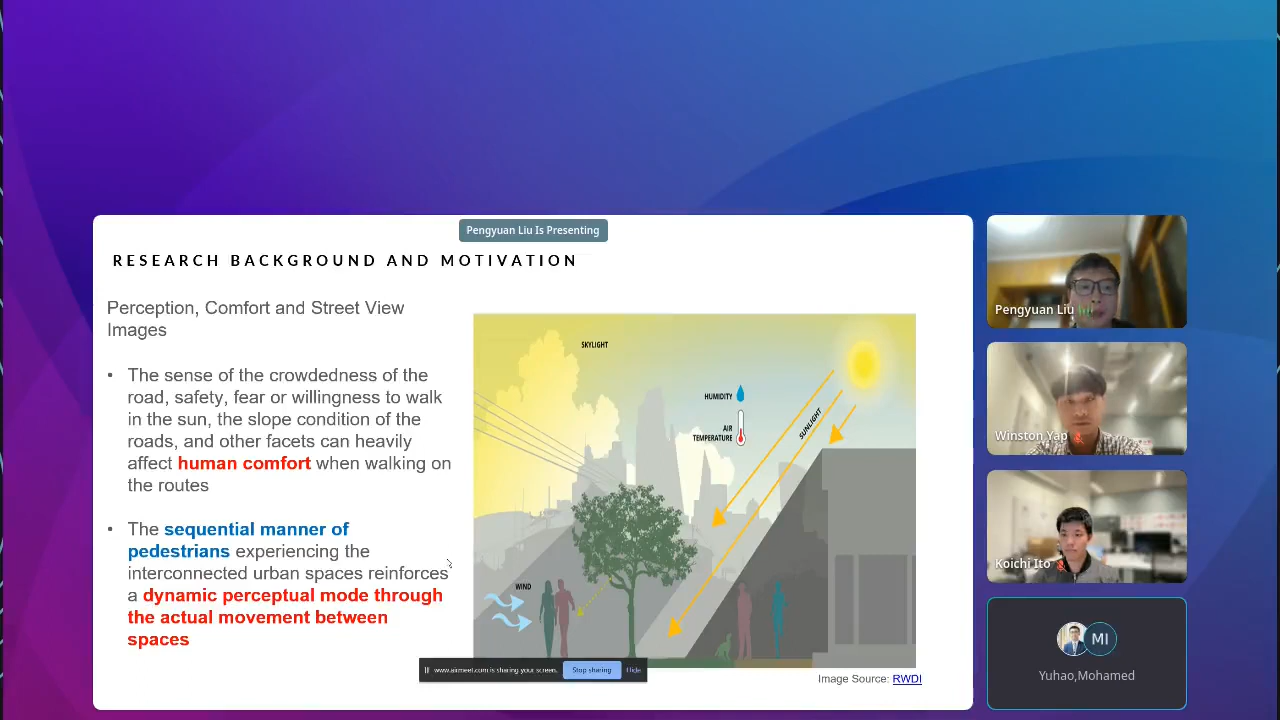 Pengyuan Liu Is Presenting
RESEARCH BACKGROUND AND MOTIVATION
Perception, Comfort and Street View
Images
• The sense of the crowdedness of the
road, safety, fear or willingness to walk
in the sun, the slope condition of the
roads, and other facets can heavily
affect human comfort when walking on
the routes
• The sequential manner of
pedestrians experiencing the
interconnected urban spaces reinforces
a dynamic perceptual mode through
the actual movement between
spaces
SKYLIGHT
HUMIDITY
AIR
TEMPERATURE
SUNLIGHT
WIND
www.airmeet.com is sharing your screen.
Stop sharing
Hide
Image Source: RWDI
Pengyuan Liu
Winston Yap
Koichi Ito
MI
Yuhao,Mohamed